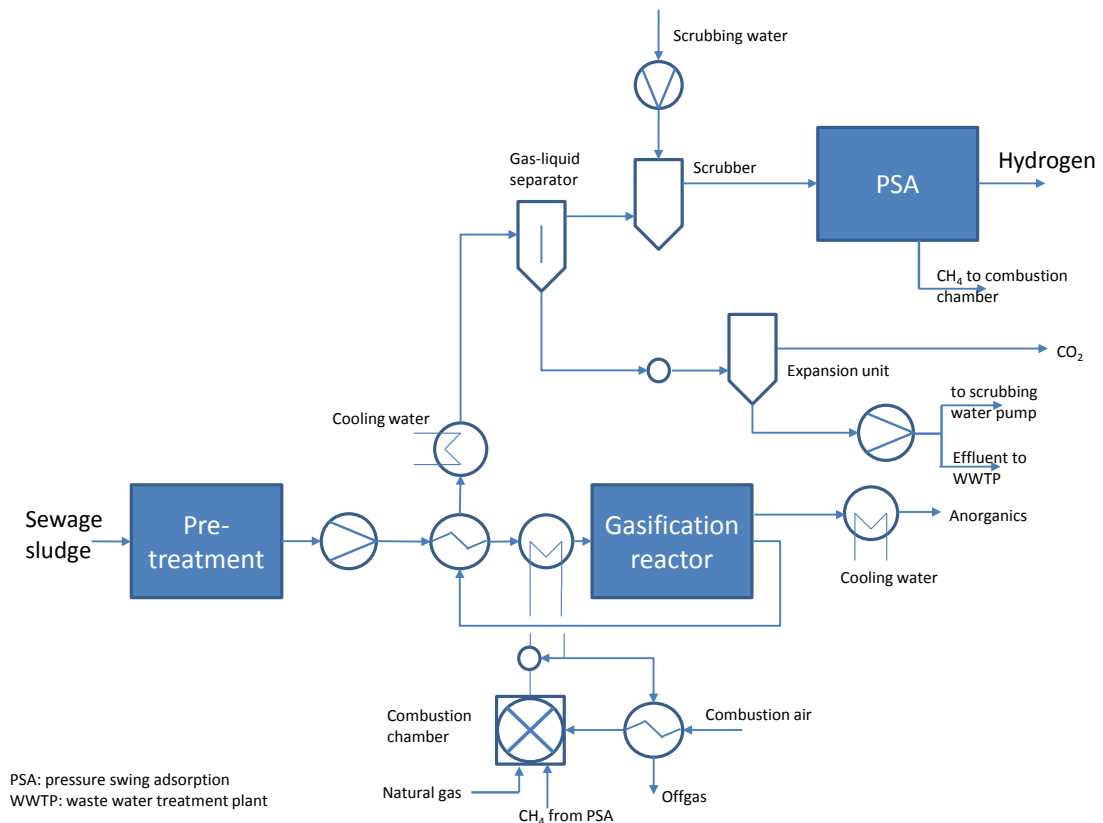 Scrubbing water
Gas-liquid
separator
Scrubber
PSA
Hydrogen
CH₄ to combustion
chamber
Expansion unit
CO₂
Cooling water
to scrubbing
water pump
Effluent to
WWTP
Sewage
sludge
Pre-
treatment
Gasification
reactor
Anorganics
Cooling water
Combustion
chamber
Combustion air
Natural gas
CH₄ from PSA
Offgas
PSA: pressure swing adsorption
WWTP: waste water treatment plant